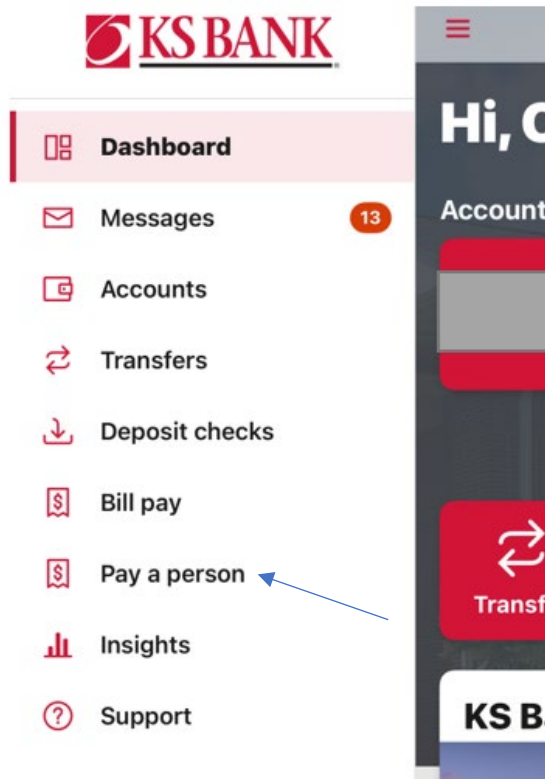 KS BANK
Dashboard
Messages
13
Accounts
Transfers
Deposit checks
Bill pay
Pay a person
Insights
Support
Hi,
Account
Transf
KS B